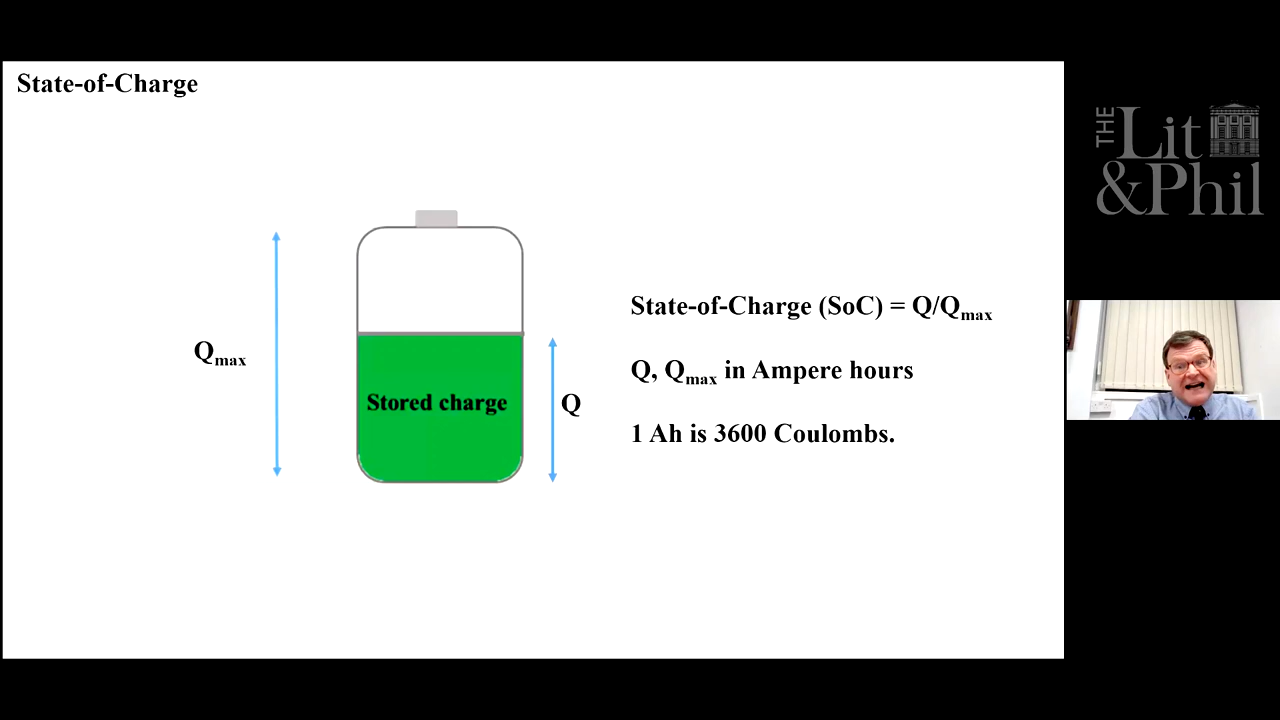 State-of-Charge
Qmax
Stored charge
Q
State-of-Charge (SoC) = Q/Qmax
Q, Qmax in Ampere hours
1 Ah is 3600 Coulombs.
THE
Lit
&Phil